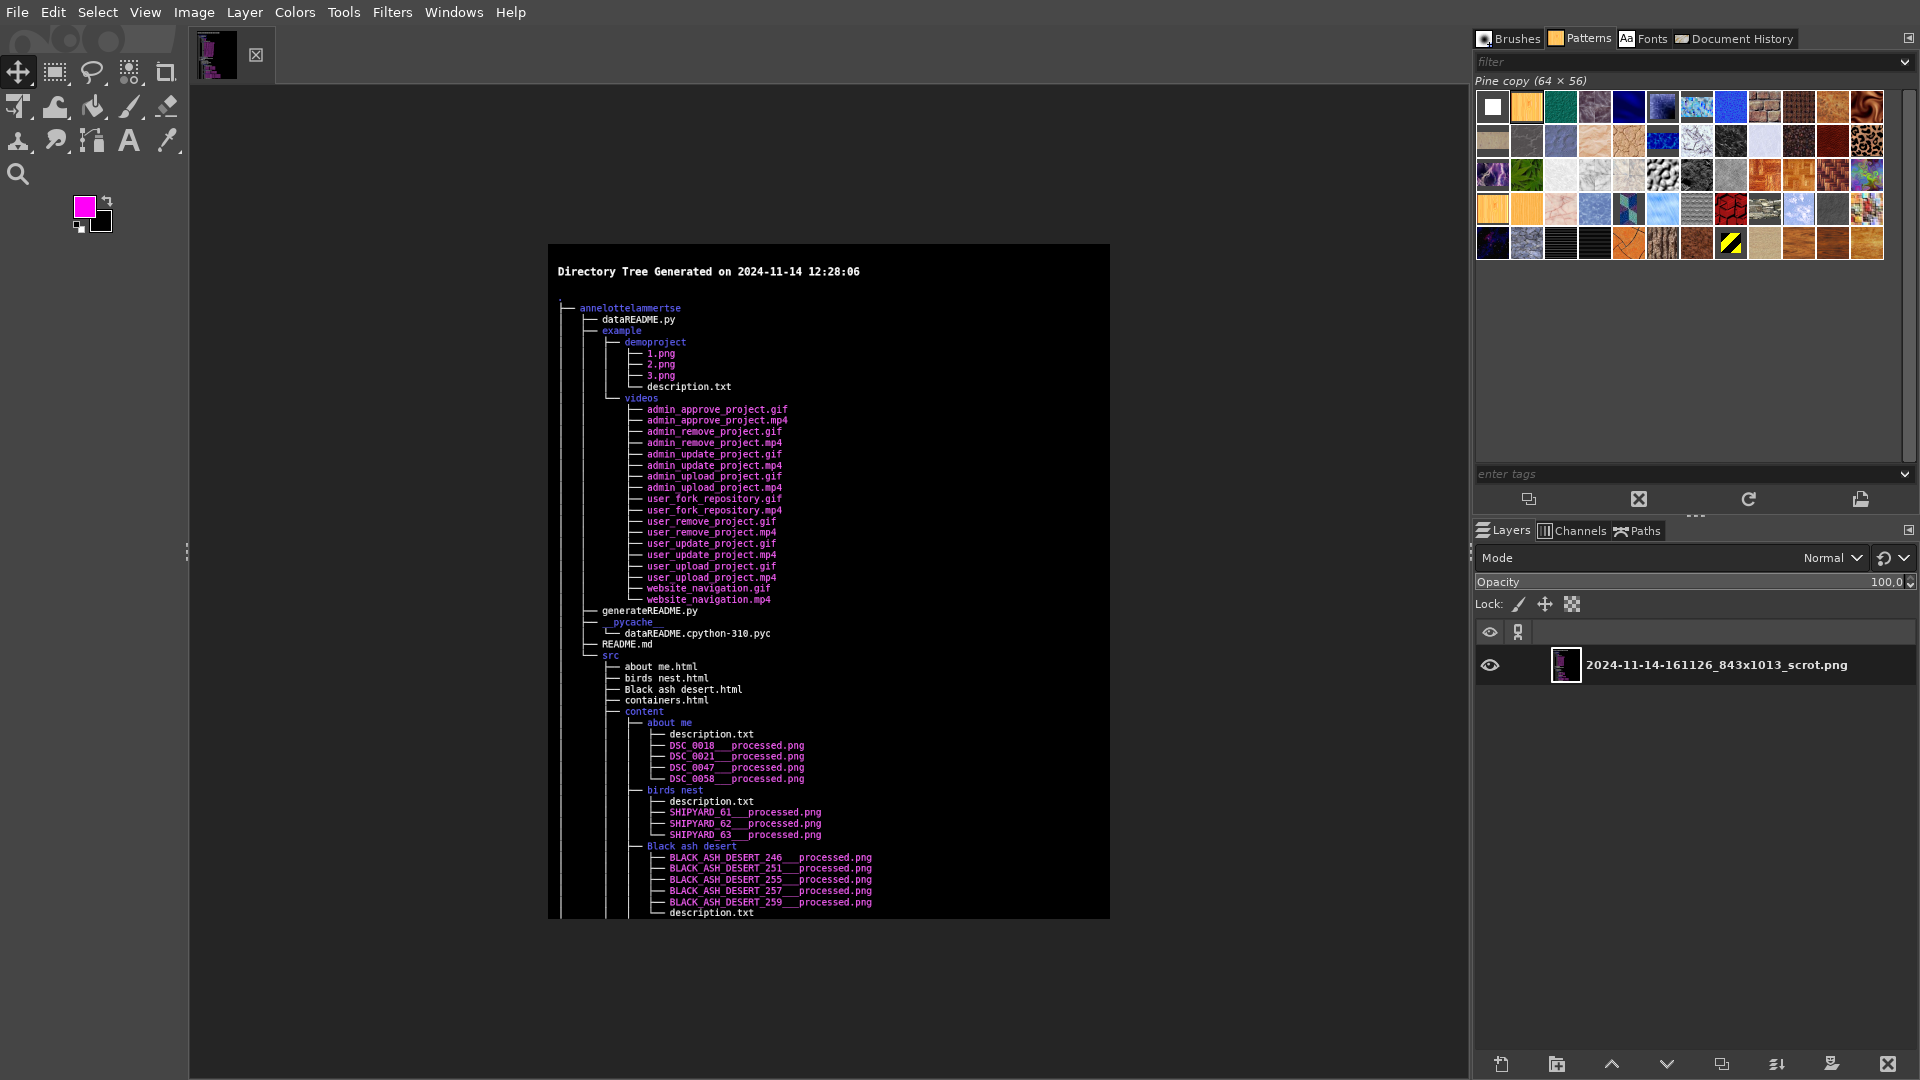 File Edit Select View Image Layer Colors Tools Filters Windows Help
Brushes Patterns Aa Fonts Document History
filter
Pine copy (64 × 56)
enter tags
Layers Channels Paths
Mode Normal
Opacity 100,0
Lock:
2024-11-14-161126_843x1013_scrot.png
Directory Tree Generated on 2024-11-14 12:28:06
.
├── annelottelammertse
│   ├── dataREADME.py
│   ├── example
│   │   ├── demoproject
│   │   │   ├── 1.png
│   │   │   ├── 2.png
│   │   │   ├── 3.png
│   │   │   └── description.txt
│   │   └── videos
│   │       ├── admin_approve_project.gif
│   │       ├── admin_approve_project.mp4
│   │       ├── admin_remove_project.gif
│   │       ├── admin_remove_project.mp4
│   │       ├── admin_update_project.gif
│   │       ├── admin_update_project.mp4
│   │       ├── admin_upload_project.gif
│   │       ├── admin_upload_project.mp4
│   │       ├── user_fork_repository.gif
│   │       ├── user_fork_repository.mp4
│   │       ├── user_remove_project.gif
│   │       ├── user_remove_project.mp4
│   │       ├── user_update_project.gif
│   │       ├── user_update_project.mp4
│   │       ├── user_upload_project.gif
│   │       ├── user_upload_project.mp4
│   │       ├── website_navigation.gif
│   │       └── website_navigation.mp4
│   ├── generateREADME.py
│   ├── __pycache__
│   │   └── dataREADME.cpython-310.pyc
│   ├── README.md
│   └── src
│       ├── about me.html
│       ├── birds nest.html
│       ├── Black ash desert.html
│       ├── containers.html
│       ├── content
│       │   ├── about me
│       │   │   ├── description.txt
│       │   │   ├── DSC_0018___processed.png
│       │   │   ├── DSC_0021___processed.png
│       │   │   ├── DSC_0047___processed.png
│       │   │   └── DSC_0058___processed.png
│       │   ├── birds nest
│       │   │   ├── description.txt
│       │   │   ├── SHIPYARD_61___processed.png
│       │   │   ├── SHIPYARD_62___processed.png
│       │   │   └── SHIPYARD_63___processed.png
│       │   ├── Black ash desert
│       │   │   ├── BLACK_ASH_DESERT_246___processed.png
│       │   │   ├── BLACK_ASH_DESERT_251___processed.png
│       │   │   ├── BLACK_ASH_DESERT_255___processed.png
│       │   │   ├── BLACK_ASH_DESERT_257___processed.png
│       │   │   ├── BLACK_ASH_DESERT_259___processed.png
│       │   │   └── description.txt